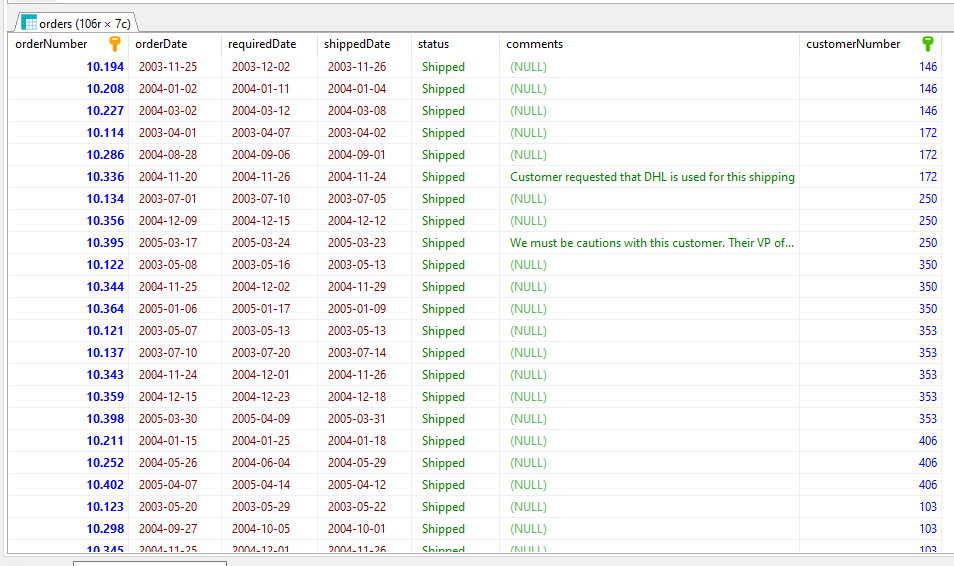 orders (106r × 7c)
orderNumber orderDate requiredDate shippedDate status comments customerNumber
10.194 2003-11-25 2003-12-02 2003-11-26 Shipped (NULL) 146
10.208 2004-01-02 2004-01-11 2004-01-04 Shipped (NULL) 146
10.227 2004-03-02 2004-03-12 2004-03-08 Shipped (NULL) 146
10.114 2003-04-01 2003-04-07 2003-04-02 Shipped (NULL) 172
10.286 2004-08-28 2004-09-06 2004-09-01 Shipped (NULL) 172
10.336 2004-11-20 2004-11-26 2004-11-24 Shipped Customer requested that DHL is used for this shipping 172
10.134 2003-07-01 2003-07-10 2003-07-05 Shipped (NULL) 250
10.356 2004-12-09 2004-12-15 2004-12-12 Shipped (NULL) 250
10.395 2005-03-17 2005-03-24 2005-03-23 Shipped We must be cautions with this customer. Their VP of... 250
10.122 2003-05-08 2003-05-16 2003-05-13 Shipped (NULL) 350
10.344 2004-11-25 2004-12-02 2004-11-29 Shipped (NULL) 350
10.364 2005-01-06 2005-01-17 2005-01-09 Shipped (NULL) 350
10.121 2003-05-07 2003-05-13 2003-05-13 Shipped (NULL) 353
10.137 2003-07-10 2003-07-20 2003-07-14 Shipped (NULL) 353
10.343 2004-11-24 2004-12-01 2004-11-26 Shipped (NULL) 353
10.359 2004-12-15 2004-12-23 2004-12-18 Shipped (NULL) 353
10.398 2005-03-30 2005-04-09 2005-03-31 Shipped (NULL) 353
10.211 2004-01-15 2004-01-25 2004-01-18 Shipped (NULL) 406
10.252 2004-05-26 2004-06-04 2004-05-29 Shipped (NULL) 406
10.402 2005-04-07 2005-04-14 2005-04-12 Shipped (NULL) 406
10.123 2003-05-20 2003-05-29 2003-05-22 Shipped (NULL) 103
10.298 2004-09-27 2004-10-05 2004-10-01 Shipped (NULL) 103
10.345 2004-11-25 2004-12-01 2004-11-26 Shipped (NULL) 103